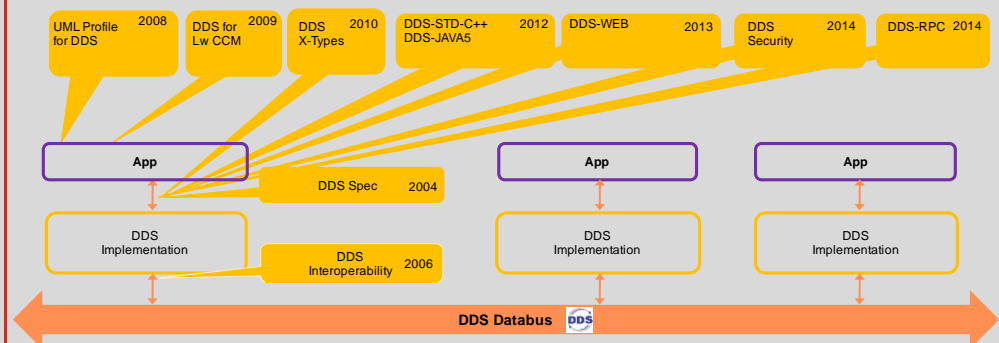 UML Profile
for DDS
2008
DDS for
Lw CCM
2009
DDS
X-Types
2010
DDS-STD-C++
DDS-JAVA5
2012
DDS-WEB
2013
DDS
Security
2014
DDS-RPC 2014
App
App
App
DDS Spec 2004
DDS
Implementation
DDS
Implementation
DDS
Implementation
DDS
Interoperability 2006
DDS Databus
DDS